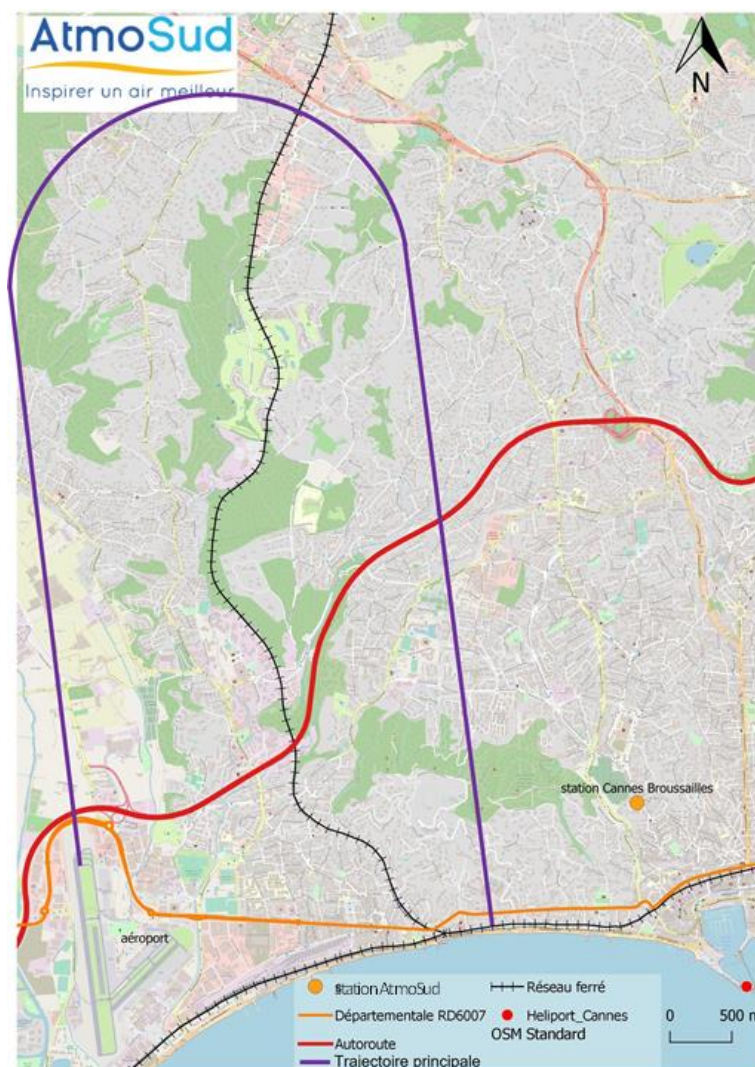 AtmoSud
Inspirer un air meilleur
N
station Cannes Broussailles
aéroport
station AtmoSud
Départementale RD6007
Autoroute
Trajectoire principale
Réseau ferré
Heliport_Cannes
OSM Standard
0 500 m